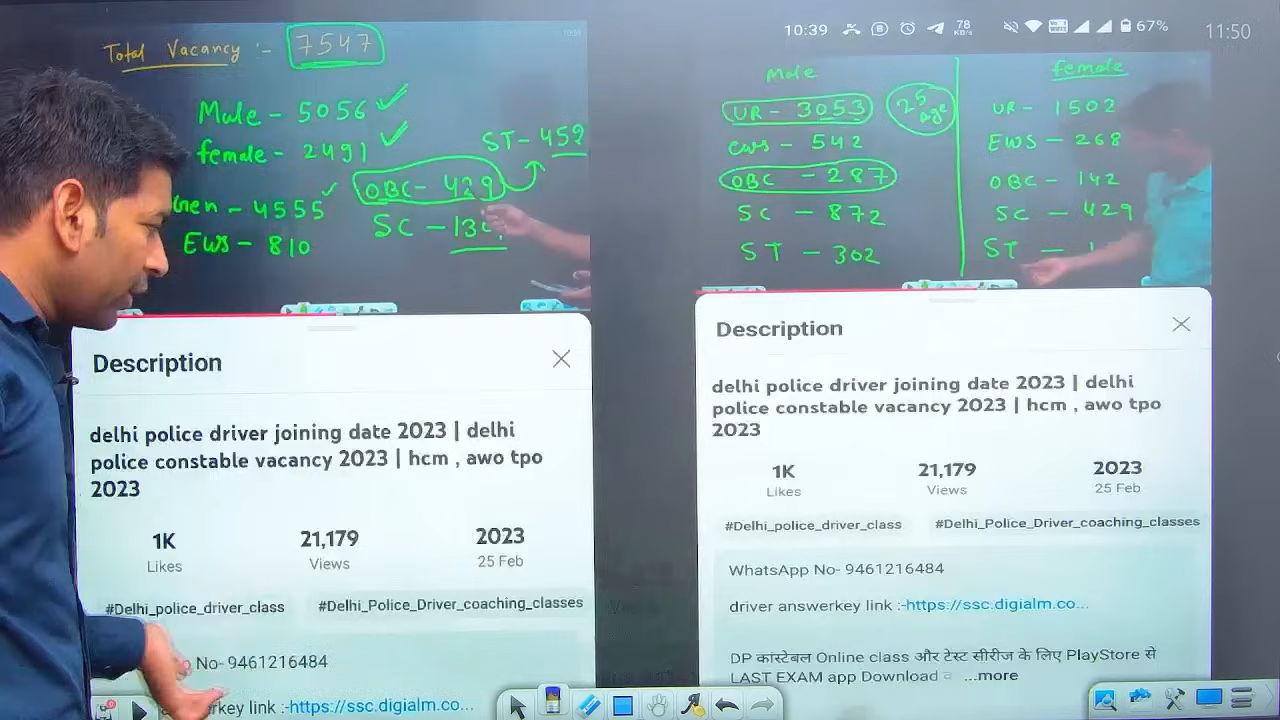 Total Vacancy :- 7547
Male - 5056
female - 2491
Gen - 4555
EWS - 810
ST - 459
OBC - 429
SC -
Description
delhi police driver joining date 2023 | delhi
police constable vacancy 2023 | hcm , awo tpo
2023
1K
Likes
21,179
Views
2023
25 Feb
#Delhi_police_driver_class
#Delhi_Police_Driver_coaching_classes
No- 9461216484
erkey link :-https://ssc.digialm.co...
10:39
78
KB/s
67%
11:50
Male
UR - 3053
25
Age
ews - 542
OBC - 287
SC - 872
ST - 302
female
UR - 1502
EWS - 268
OBC - 142
SC - 429
ST -
Description
delhi police driver joining date 2023 | delhi
police constable vacancy 2023 | hcm , awo tpo
2023
1K
Likes
21,179
Views
2023
25 Feb
#Delhi_police_driver_class
#Delhi_Police_Driver_coaching_classes
WhatsApp No- 9461216484
driver answerkey link :-https://ssc.digialm.co...
DP कांस्टेबल Online class और टेस्ट सीरीज के लिए PlayStore से
LAST EXAM app Download ...more